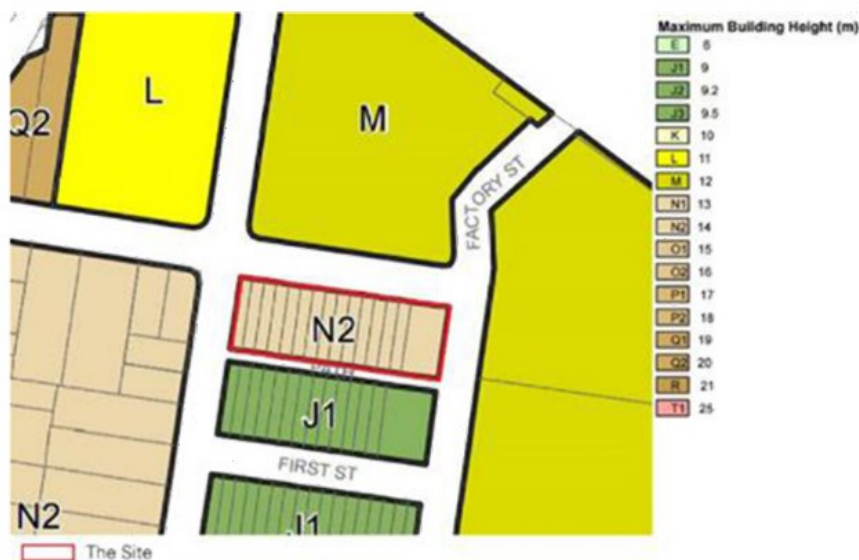 Maximum Building Height (m)
E 6
J1 9
J2 9.2
J3 9.5
K 10
L 11
M 12
N1 13
N2 14
O1 15
O2 16
P1 17
P2 18
Q1 19
Q2 20
R 21
T1 25
L
Q2
M
FACTORY ST
N2
PATH
J1
FIRST ST
N2
J1
The Site